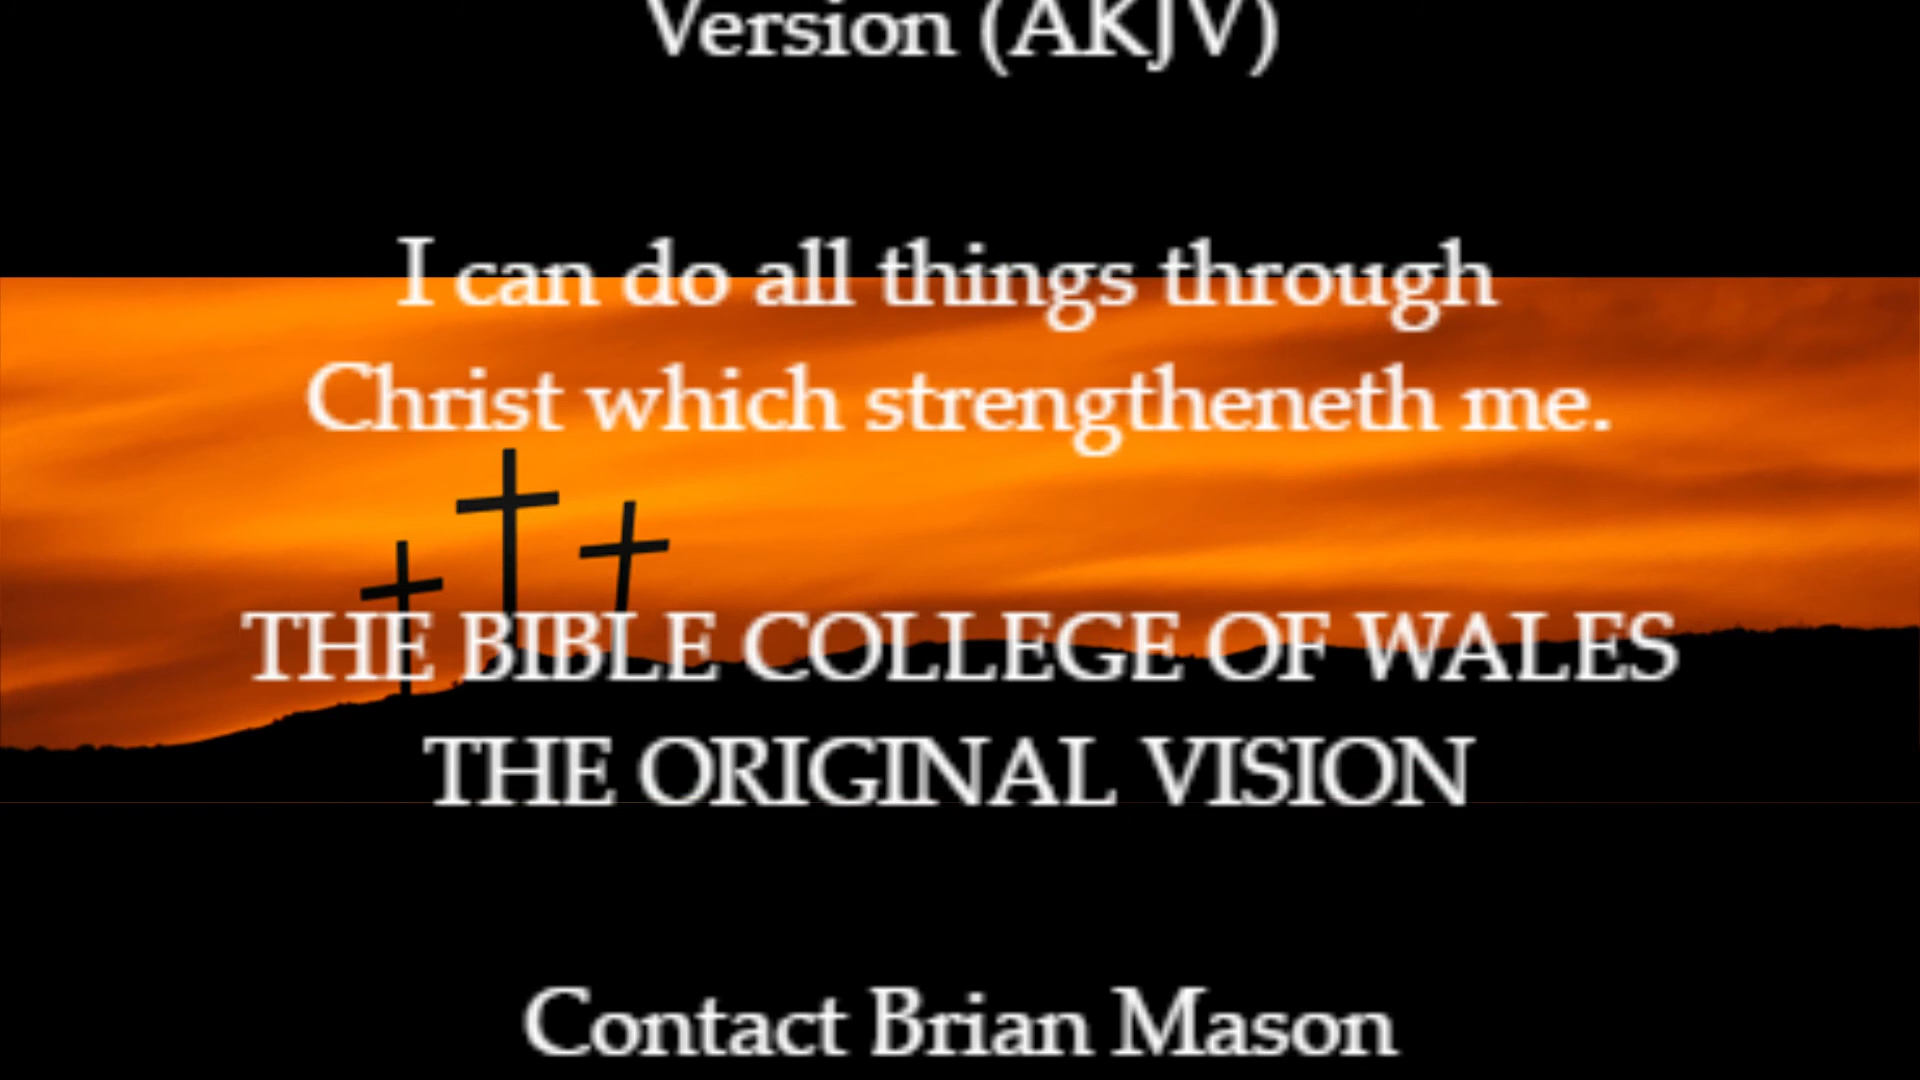 Version (AKJV)
I can do all things through
Christ which strengtheneth me.
THE BIBLE COLLEGE OF WALES
THE ORIGINAL VISION
Contact Brian Mason